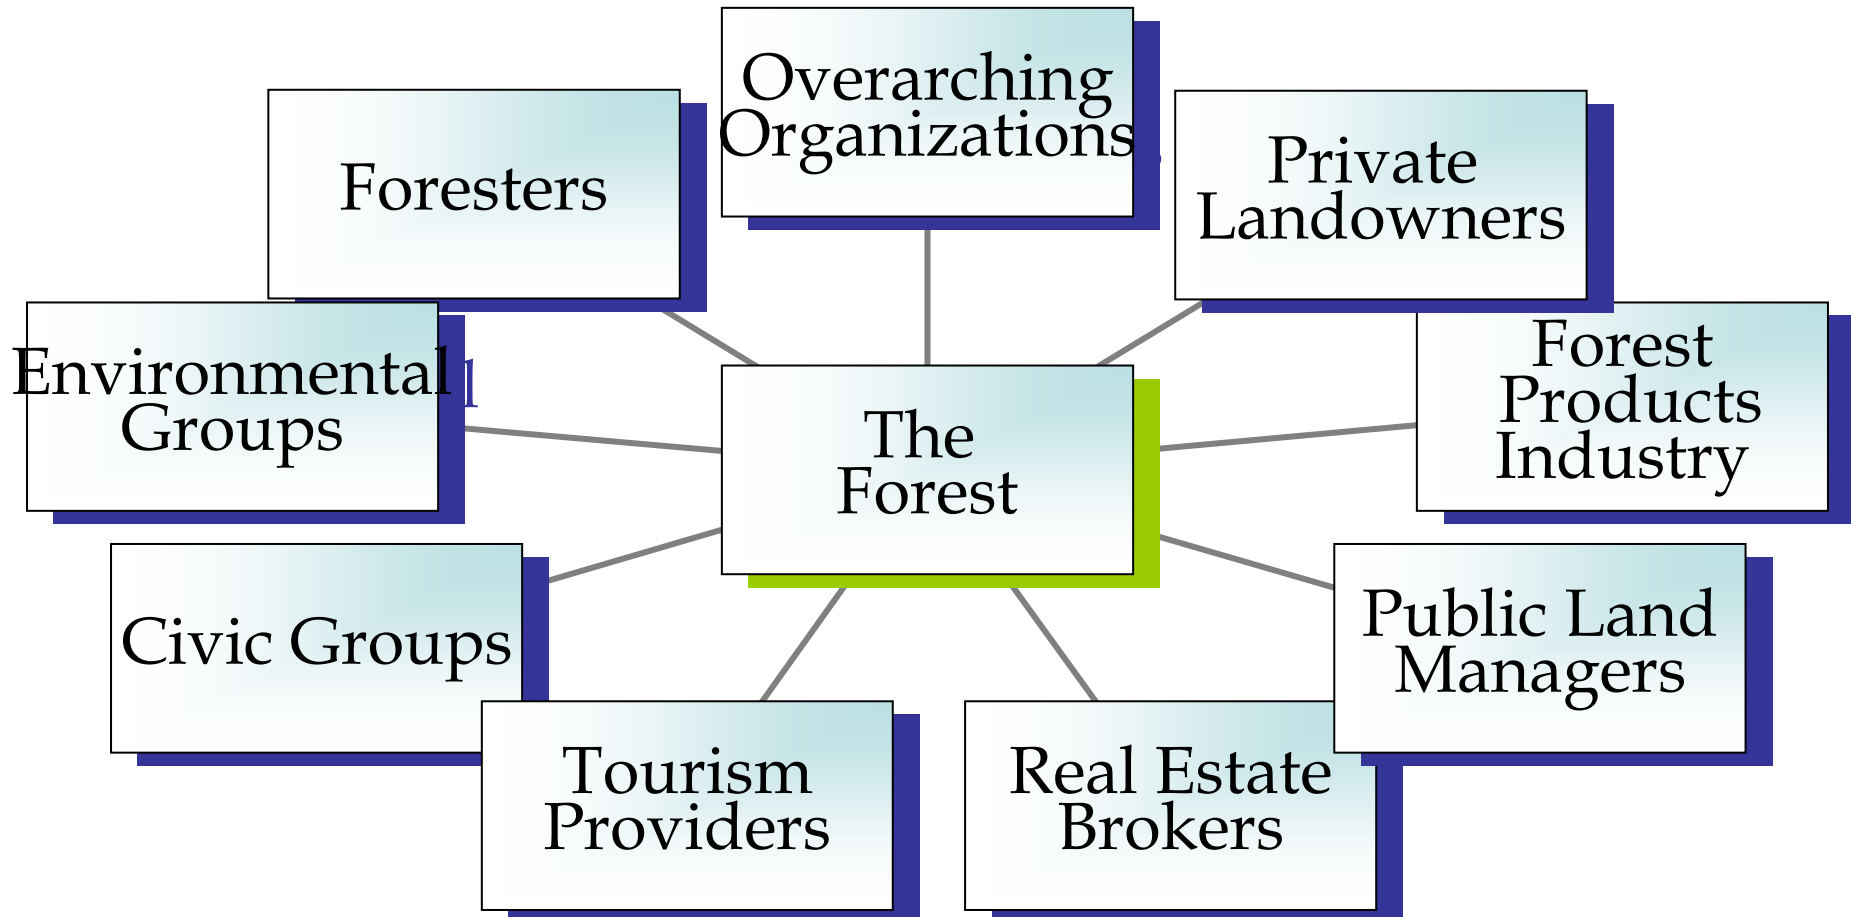 Overarching
Organizations
Foresters
Private
Landowners
Environmental
Groups
The
Forest
Forest
Products
Industry
Civic Groups
Public Land
Managers
Tourism
Providers
Real Estate
Brokers